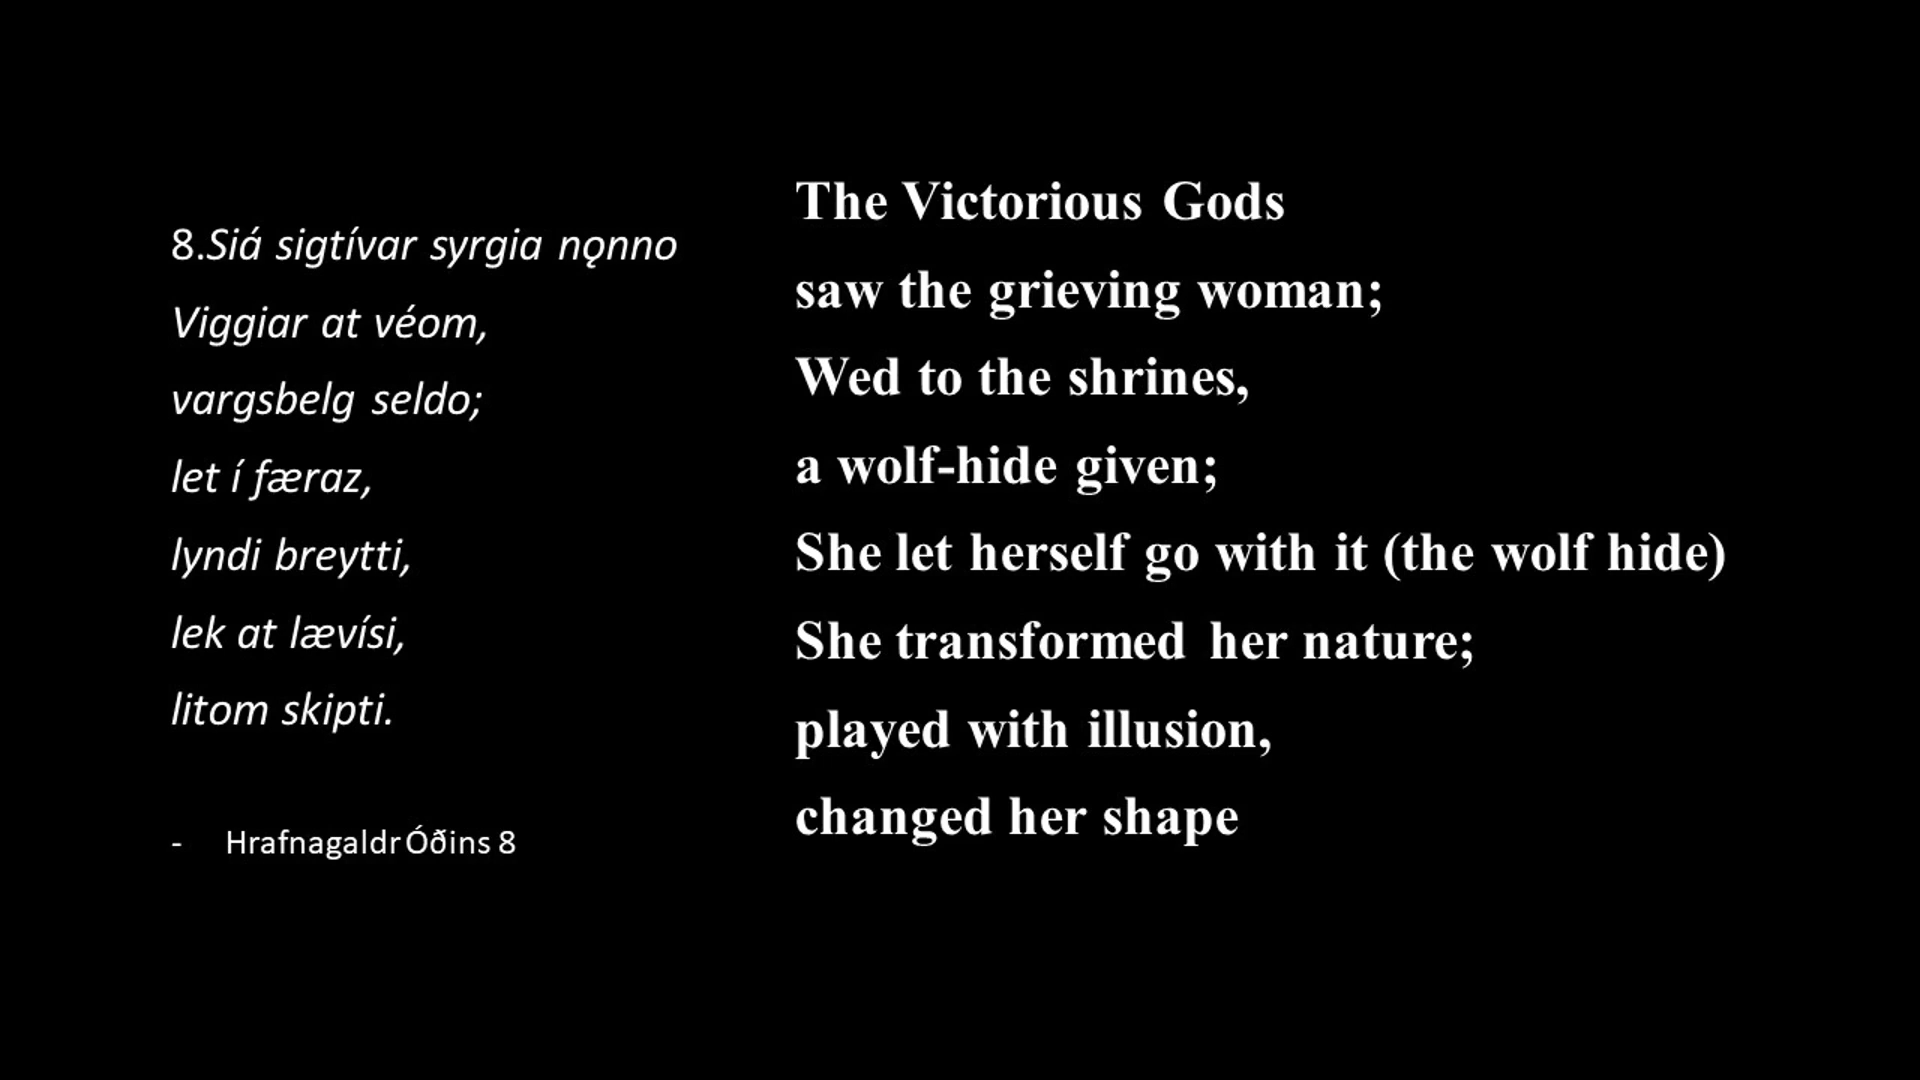 8.Siá sigtívar syrgia nǫnno
Viggiar at véom,
vargsbelg seldo;
let í færaz,
lyndi breytti,
lek at lævísi,
litom skipti.
- Hrafnagaldr Óðins 8
The Victorious Gods
saw the grieving woman;
Wed to the shrines,
a wolf-hide given;
She let herself go with it (the wolf hide)
She transformed her nature;
played with illusion,
changed her shape